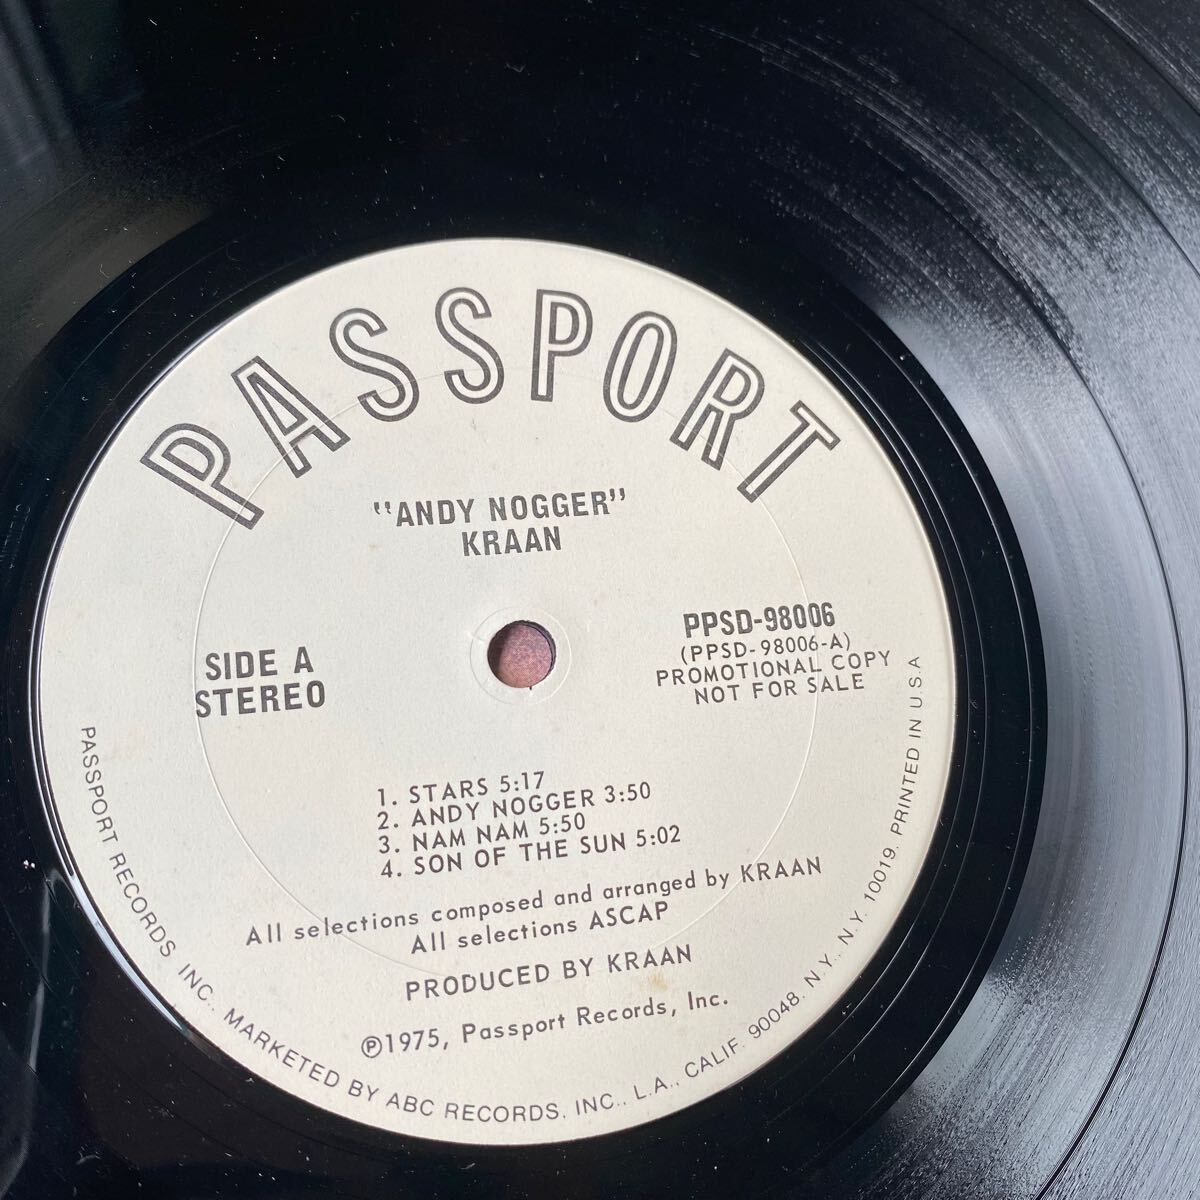 PASSPORT
"ANDY NOGGER"
KRAAN
SIDE A
STEREO
PPSD-98006
(PPSD-98006-A)
PROMOTIONAL COPY
NOT FOR SALE
1. STARS 5:17
2. ANDY NOGGER 3:50
3. NAM NAM 5:50
4. SON OF THE SUN 5:02
All selections composed and arranged by KRAAN
All selections ASCAP
PRODUCED BY KRAAN
℗1975, Passport Records, Inc.
PASSPORT RECORDS, INC. MARKETED BY ABC RECORDS, INC., L.A., CALIF. 90048. N.Y., N.Y. 10019. PRINTED IN U.S.A